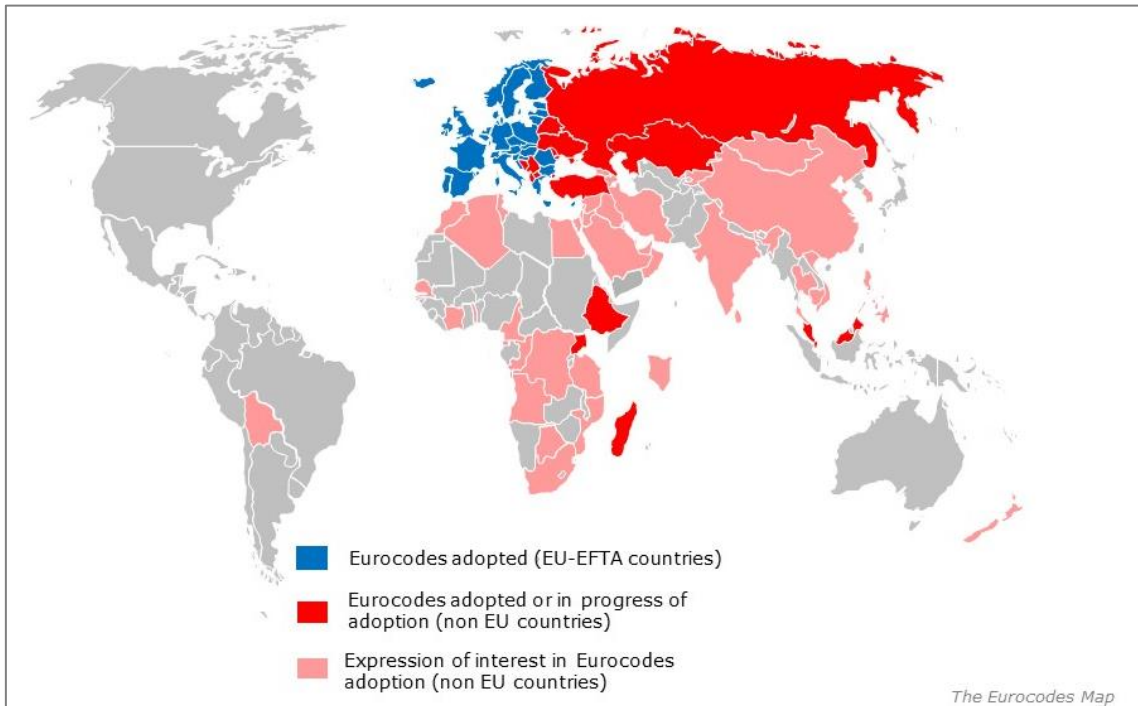 Eurocodes adopted (EU-EFTA countries)
Eurocodes adopted or in progress of
adoption (non EU countries)
Expression of interest in Eurocodes
adoption (non EU countries)
The Eurocodes Map